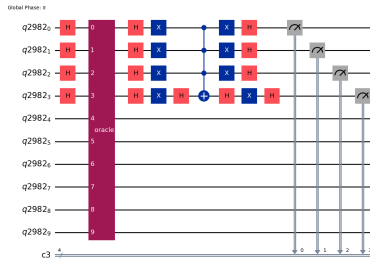 Global Phase: π
q2982₀ H 0 H X X H
q2982₁ H 1 H X X H
q2982₂ H 2 H X X H
q2982₃ H 3 H X H H X H
q2982₄ 4
oracle
q2982₅ 5
q2982₆ 6
q2982₇ 7
q2982₈ 8
q2982₉ 9
c3 4 0 1 2